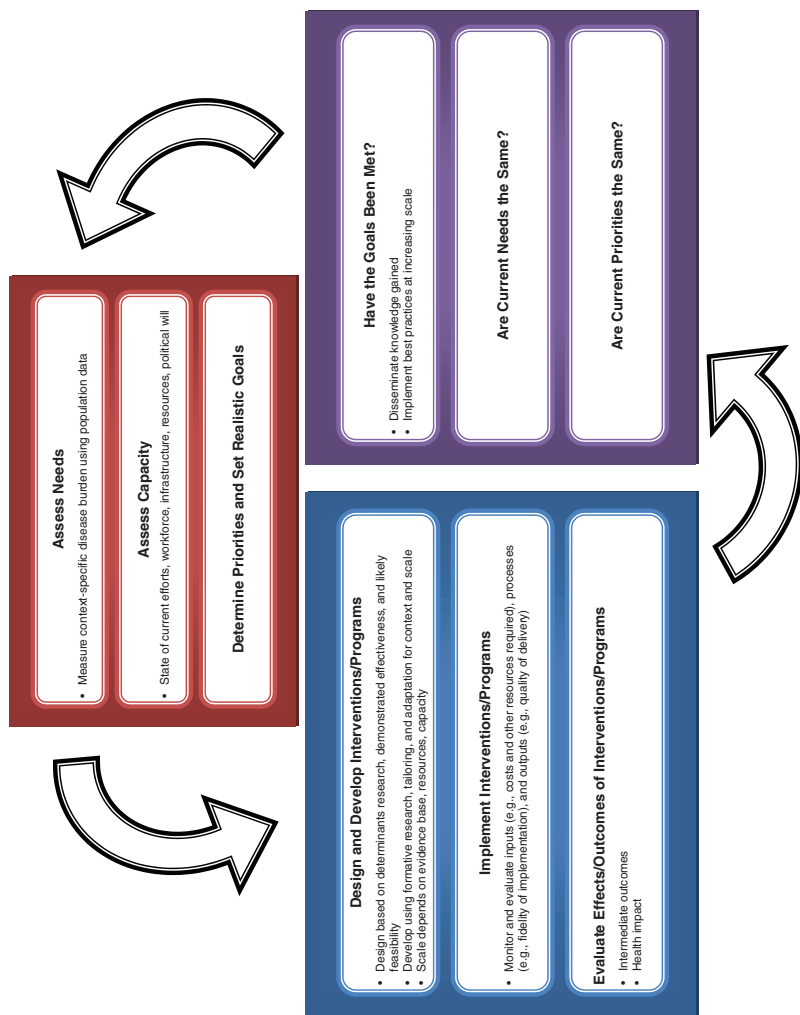 Assess Needs
• Measure context-specific disease burden using population data
Assess Capacity
• State of current efforts, workforce, infrastructure, resources, political will
Determine Priorities and Set Realistic Goals
Design and Develop Interventions/Programs
• Design based on determinants research, demonstrated effectiveness, and likely
feasibility
• Develop using formative research, tailoring, and adaptation for context and scale
• Scale depends on evidence base, resources, capacity
Implement Interventions/Programs
• Monitor and evaluate inputs (e.g., costs and other resources required), processes
(e.g., fidelity of implementation), and outputs (e.g., quality of delivery)
Evaluate Effects/Outcomes of Interventions/Programs
• Intermediate outcomes
• Health impact
Have the Goals Been Met?
• Disseminate knowledge gained
• Implement best practices at increasing scale
Are Current Needs the Same?
Are Current Priorities the Same?